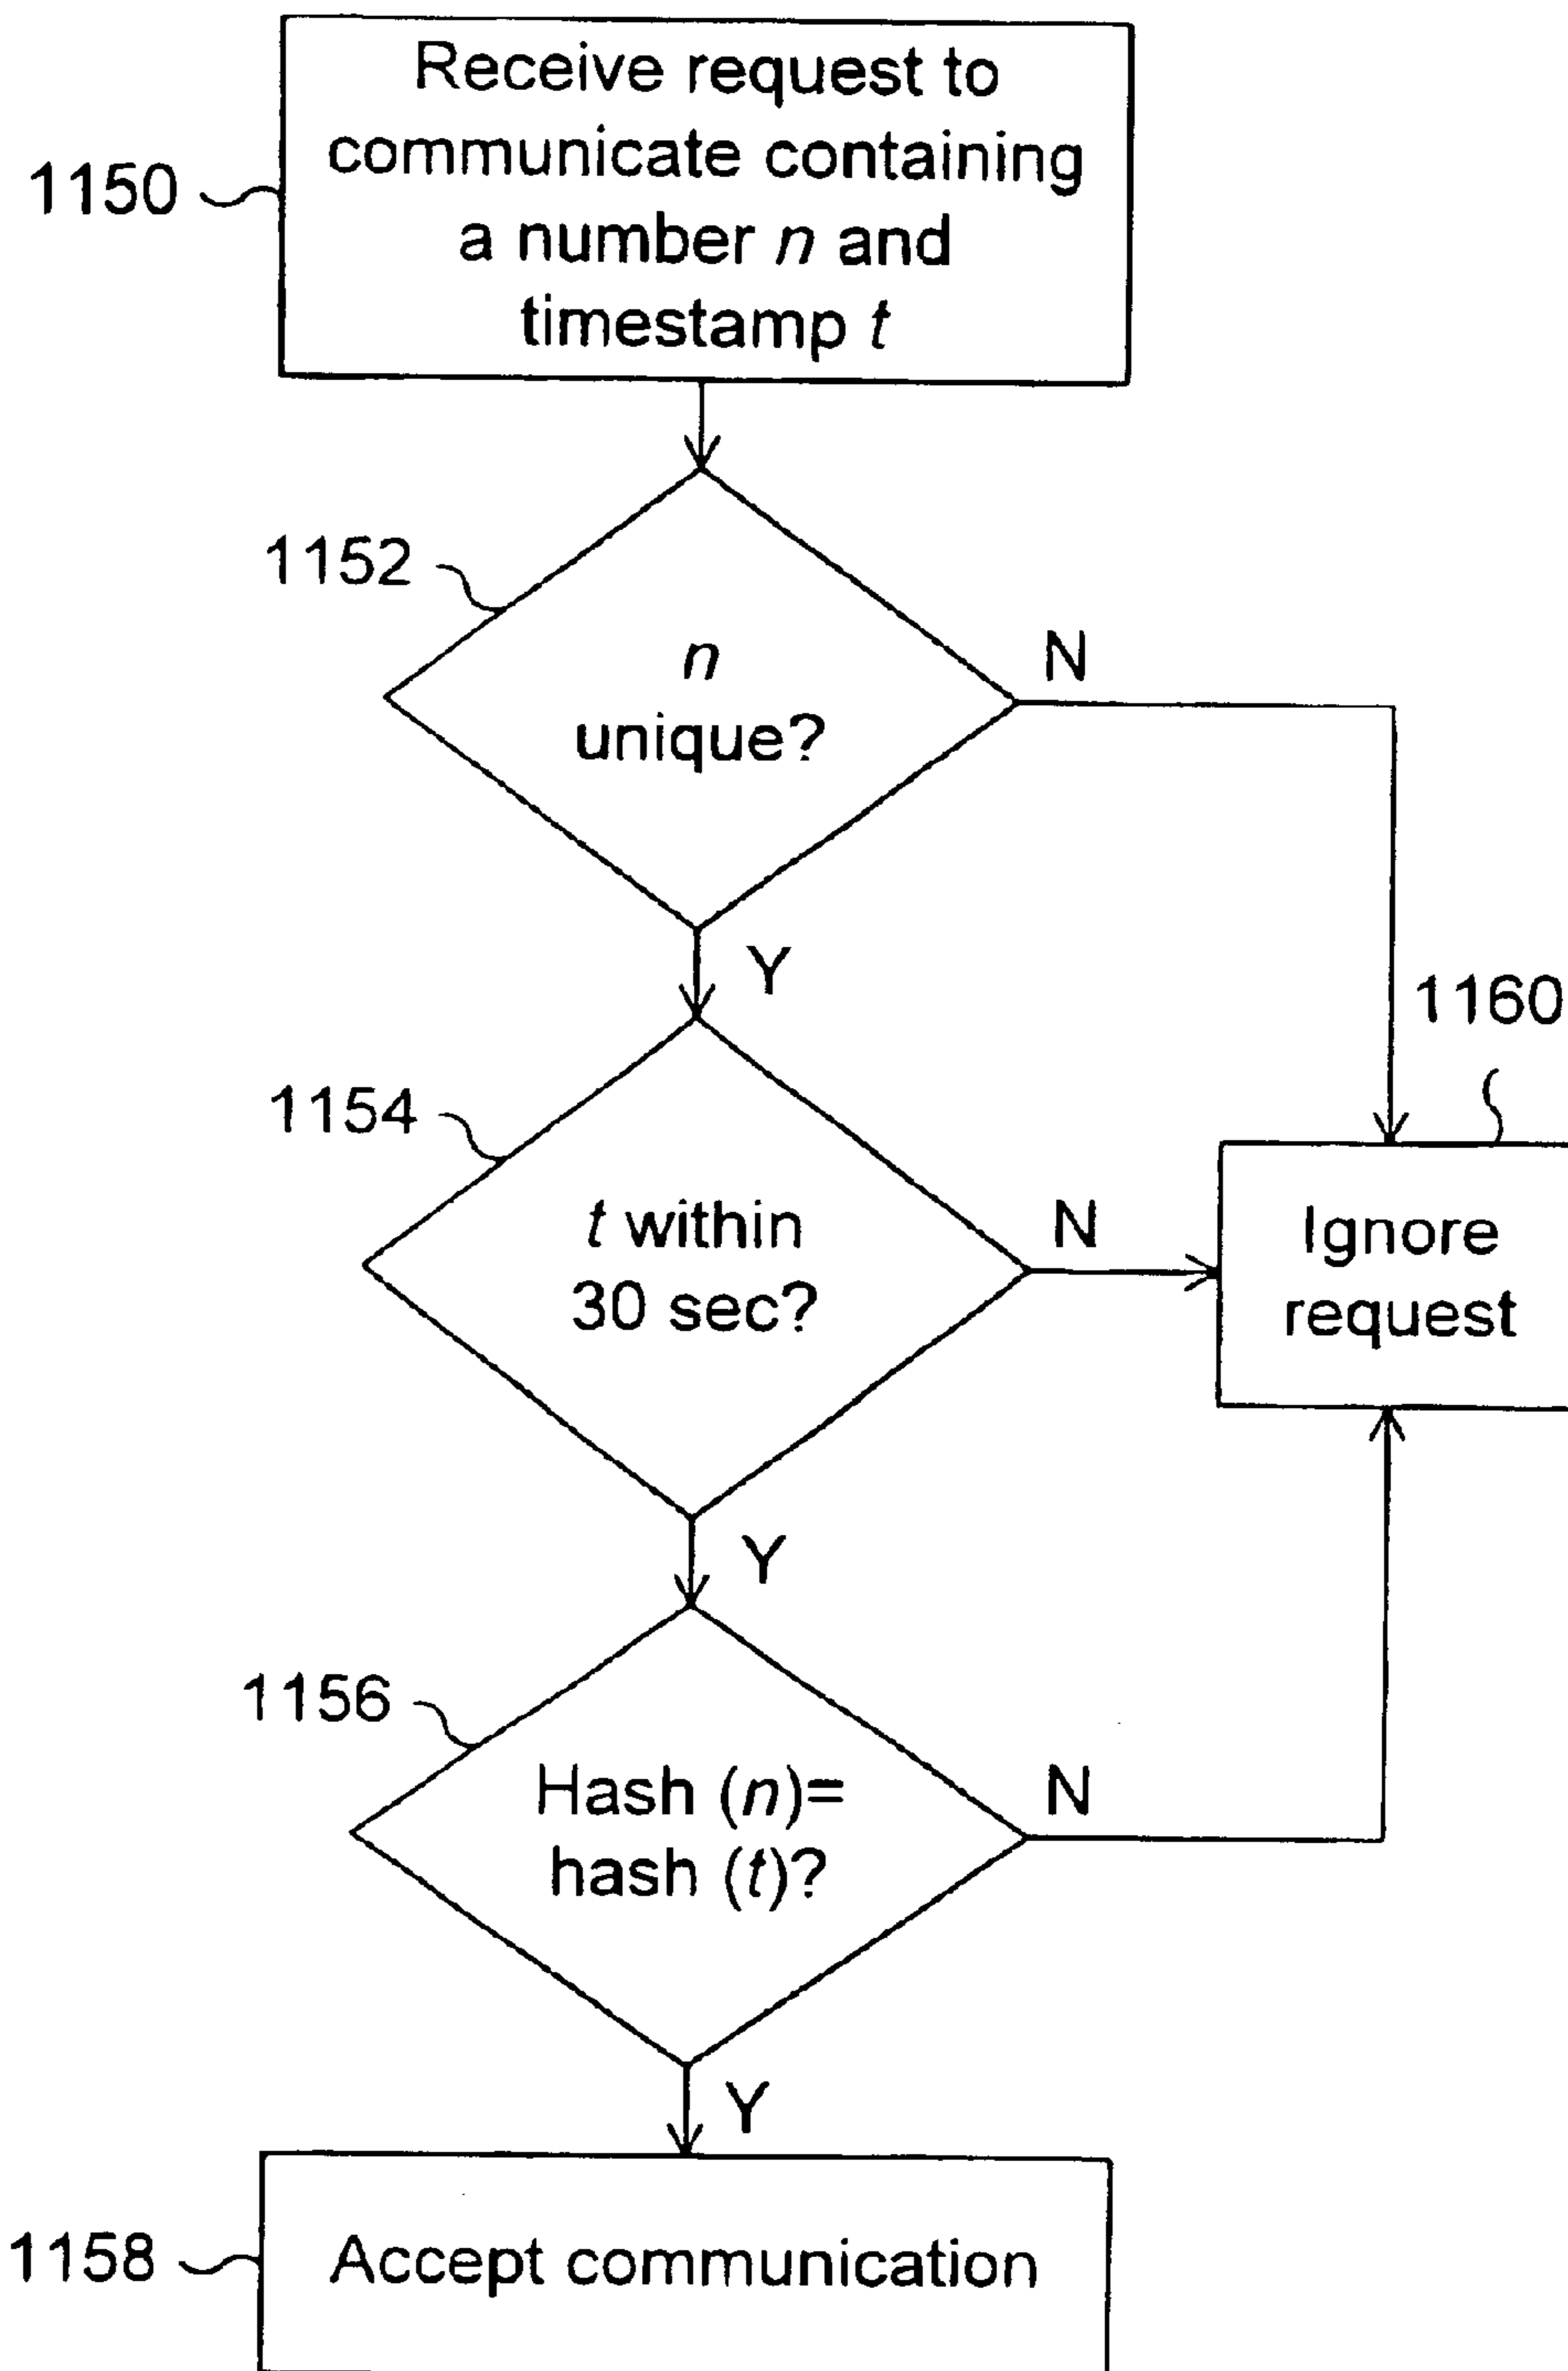 Receive request to
communicate containing
a number n and
timestamp t
1150
1152
n
unique?
N
Y
1160
1154
t within
30 sec?
N
Ignore
request
Y
1156
Hash (n)=
hash (t)?
N
Y
1158
Accept communication